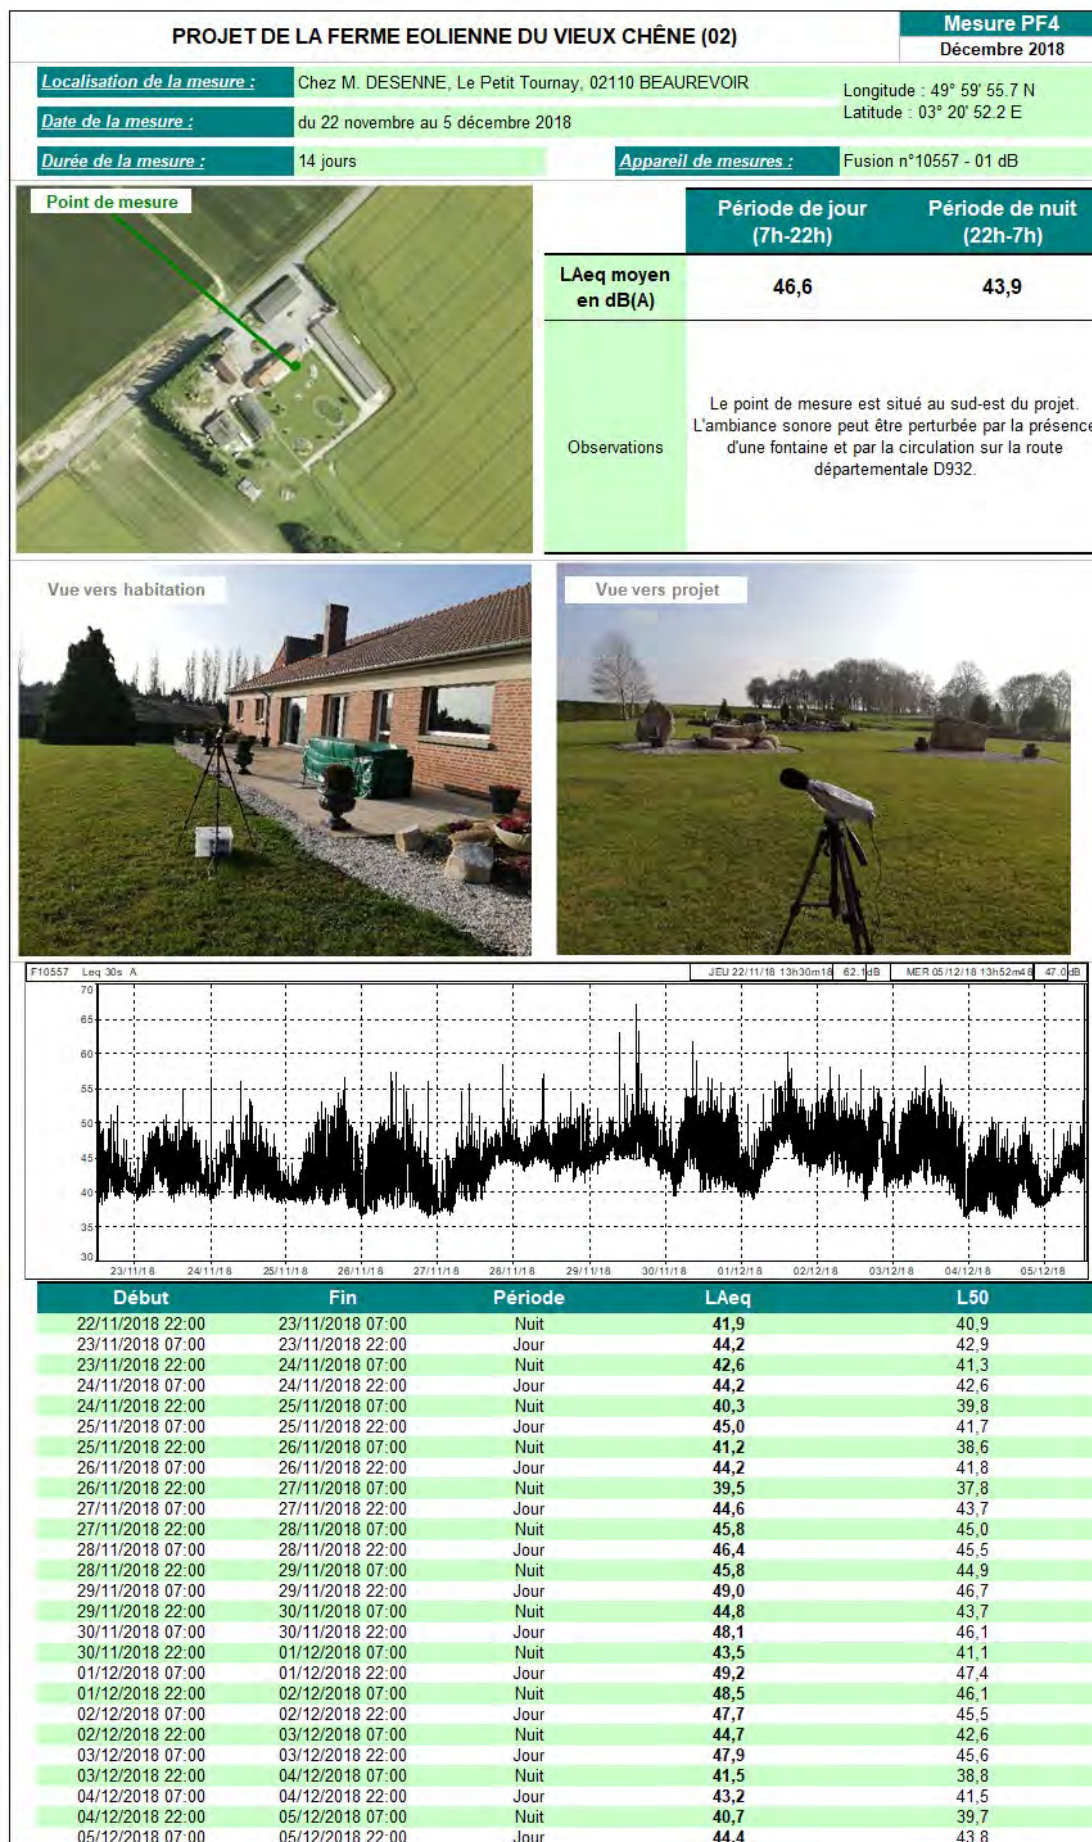 PROJET DE LA FERME EOLIENNE DU VIEUX CHÊNE (02)
Mesure PF4
Décembre 2018
Localisation de la mesure : Chez M. DESENNE, Le Petit Tournay, 02110 BEAUREVOIR
Longitude : 49° 59' 55.7 N
Latitude : 03° 20' 52.2 E
Date de la mesure : du 22 novembre au 5 décembre 2018
Durée de la mesure : 14 jours
Appareil de mesures : Fusion n°10557 - 01 dB
Point de mesure
Période de jour (7h-22h)
Période de nuit (22h-7h)
LAeq moyen en dB(A) 46,6 43,9
Observations
Le point de mesure est situé au sud-est du projet.
L'ambiance sonore peut être perturbée par la présence
d'une fontaine et par la circulation sur la route
départementale D932.
Vue vers habitation
Vue vers projet
F10557 Leq 30s A JEU 22/11/18 13h30m18 62.1dB MER 05/12/18 13h52m48 47.0dB
70
65
60
55
50
45
40
35
30
23/11/18 24/11/18 25/11/18 26/11/18 27/11/18 28/11/18 29/11/18 30/11/18 01/12/18 02/12/18 03/12/18 04/12/18 05/12/18
Début Fin Période LAeq L50
22/11/2018 22:00 23/11/2018 07:00 Nuit 41,9 40,9
23/11/2018 07:00 23/11/2018 22:00 Jour 44,2 42,9
23/11/2018 22:00 24/11/2018 07:00 Nuit 42,6 41,3
24/11/2018 07:00 24/11/2018 22:00 Jour 44,2 42,6
24/11/2018 22:00 25/11/2018 07:00 Nuit 40,3 39,8
25/11/2018 07:00 25/11/2018 22:00 Jour 45,0 41,7
25/11/2018 22:00 26/11/2018 07:00 Nuit 41,2 38,6
26/11/2018 07:00 26/11/2018 22:00 Jour 44,2 41,8
26/11/2018 22:00 27/11/2018 07:00 Nuit 39,5 37,8
27/11/2018 07:00 27/11/2018 22:00 Jour 44,6 43,7
27/11/2018 22:00 28/11/2018 07:00 Nuit 45,8 45,0
28/11/2018 07:00 28/11/2018 22:00 Jour 46,4 45,5
28/11/2018 22:00 29/11/2018 07:00 Nuit 45,8 44,9
29/11/2018 07:00 29/11/2018 22:00 Jour 49,0 46,7
29/11/2018 22:00 30/11/2018 07:00 Nuit 44,8 43,7
30/11/2018 07:00 30/11/2018 22:00 Jour 48,1 46,1
30/11/2018 22:00 01/12/2018 07:00 Nuit 43,5 41,1
01/12/2018 07:00 01/12/2018 22:00 Jour 49,2 47,4
01/12/2018 22:00 02/12/2018 07:00 Nuit 48,5 46,1
02/12/2018 07:00 02/12/2018 22:00 Jour 47,7 45,5
02/12/2018 22:00 03/12/2018 07:00 Nuit 44,7 42,6
03/12/2018 07:00 03/12/2018 22:00 Jour 47,9 45,6
03/12/2018 22:00 04/12/2018 07:00 Nuit 41,5 38,8
04/12/2018 07:00 04/12/2018 22:00 Jour 43,2 41,5
04/12/2018 22:00 05/12/2018 07:00 Nuit 40,7 39,7
05/12/2018 07:00 05/12/2018 22:00 Jour 44,4 43,8